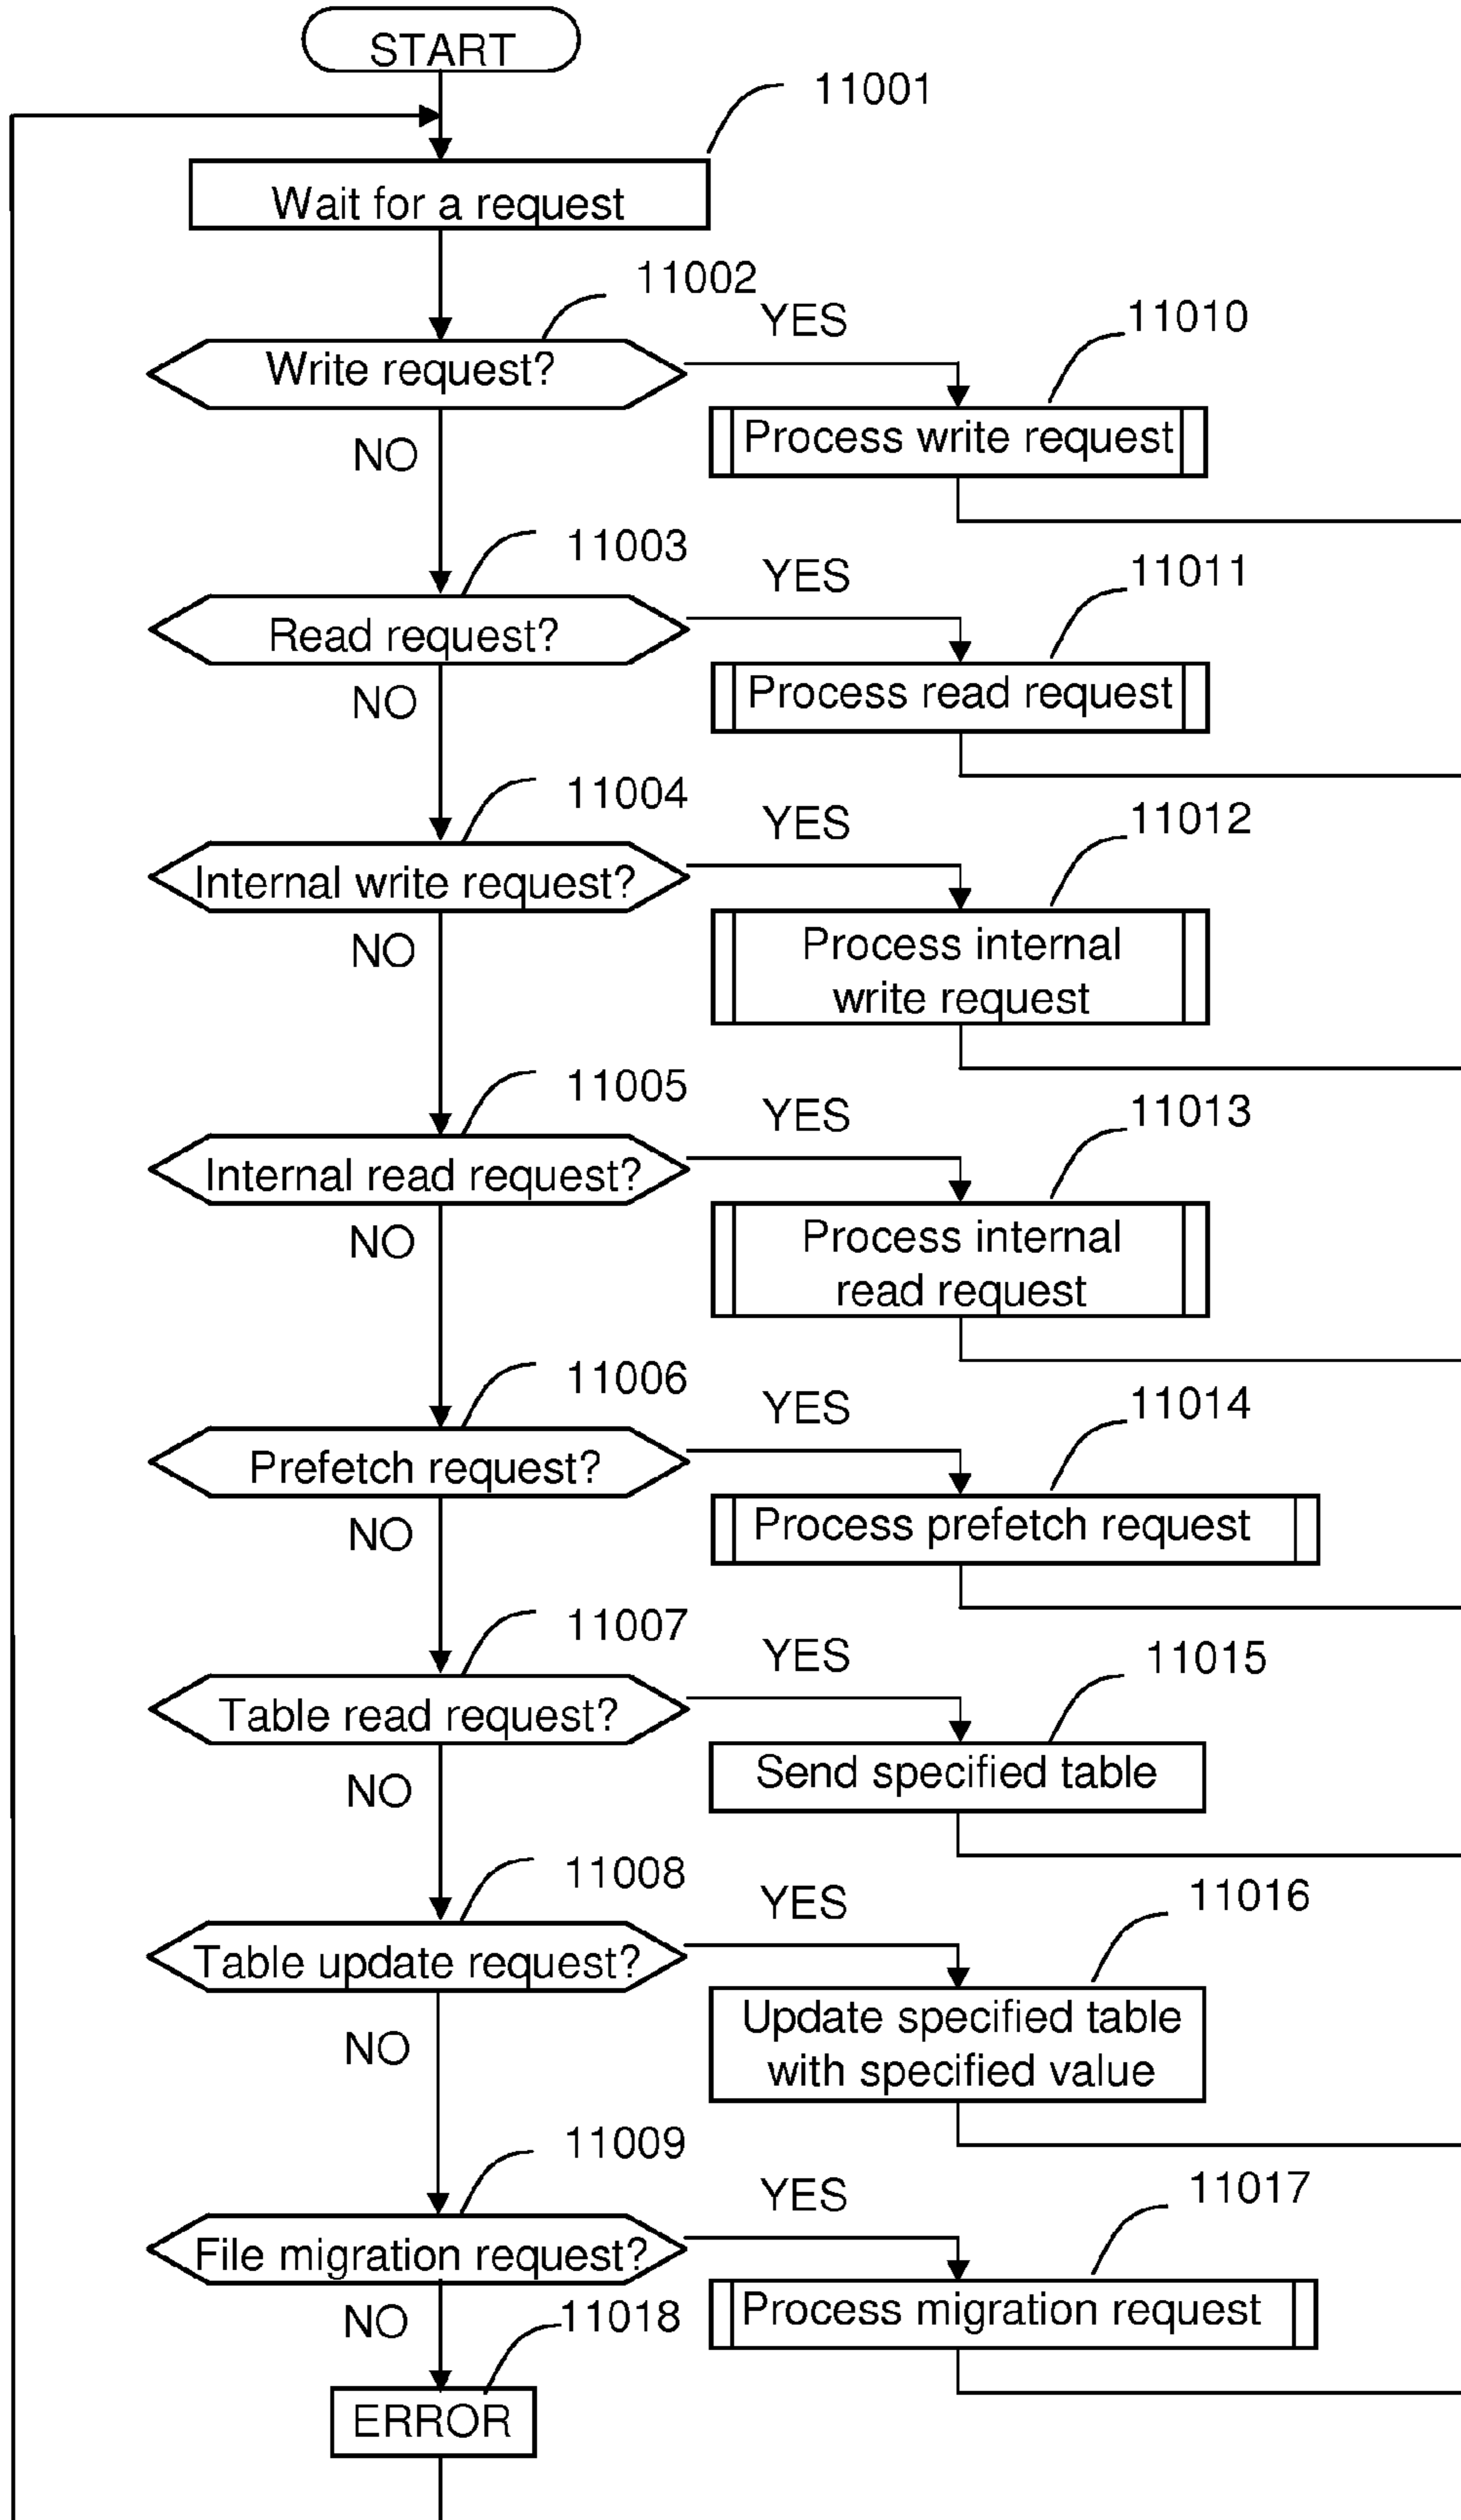 START
11001
Wait for a request
11002
YES
11010
Write request?
Process write request
NO
11003
YES
11011
Read request?
Process read request
NO
11004
YES
11012
Internal write request?
Process internal
write request
NO
11005
YES
11013
Internal read request?
Process internal
read request
NO
11006
YES
11014
Prefetch request?
Process prefetch request
NO
11007
YES
11015
Table read request?
Send specified table
NO
11008
YES
11016
Table update request?
Update specified table
with specified value
NO
11009
YES
11017
File migration request?
Process migration request
NO
11018
ERROR